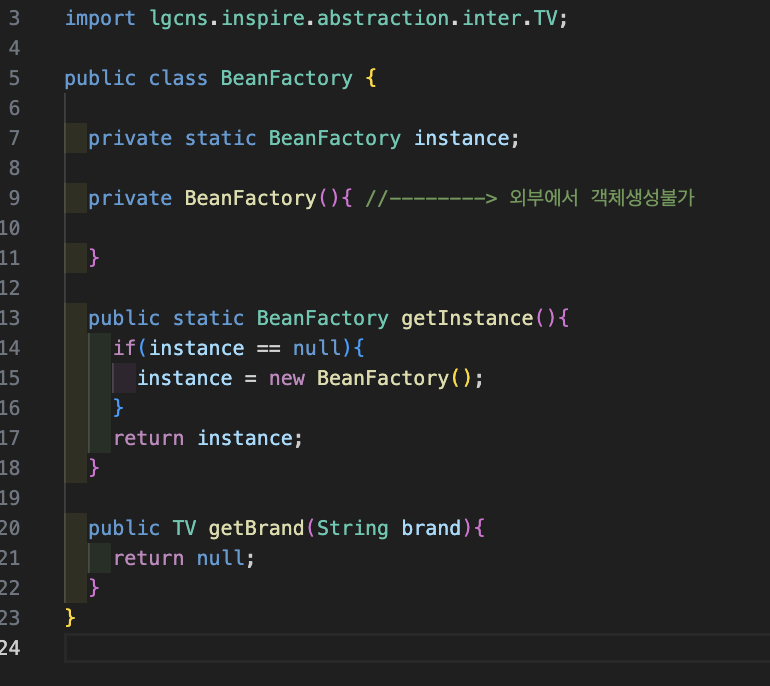 3 import lgcns.inspire.abstraction.inter.TV;
4
5 public class BeanFactory {
6
7 private static BeanFactory instance;
8
9 private BeanFactory(){ //--------> 외부에서 객체생성불가
10
11 }
12
13 public static BeanFactory getInstance(){
14 if(instance == null){
15 instance = new BeanFactory();
16 }
17 return instance;
18 }
19
20 public TV getBrand(String brand){
21 return null;
22 }
23 }
24